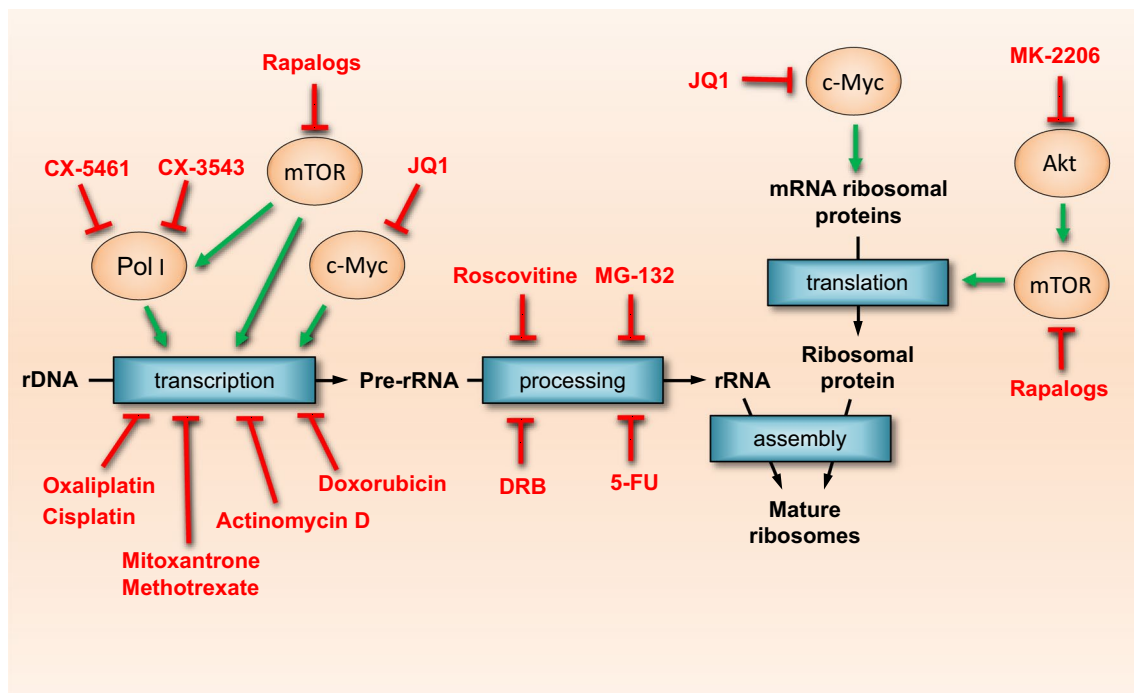 Rapalogs
mTOR
CX-5461
CX-3543
JQ1
Pol I
c-Myc
rDNA
transcription
Pre-rRNA
Oxaliplatin
Cisplatin
Mitoxantrone
Methotrexate
Actinomycin D
Doxorubicin
Roscovitine
MG-132
processing
DRB
5-FU
rRNA
JQ1
c-Myc
mRNA ribosomal
proteins
translation
Ribosomal
protein
assembly
Mature
ribosomes
MK-2206
Akt
mTOR
Rapalogs